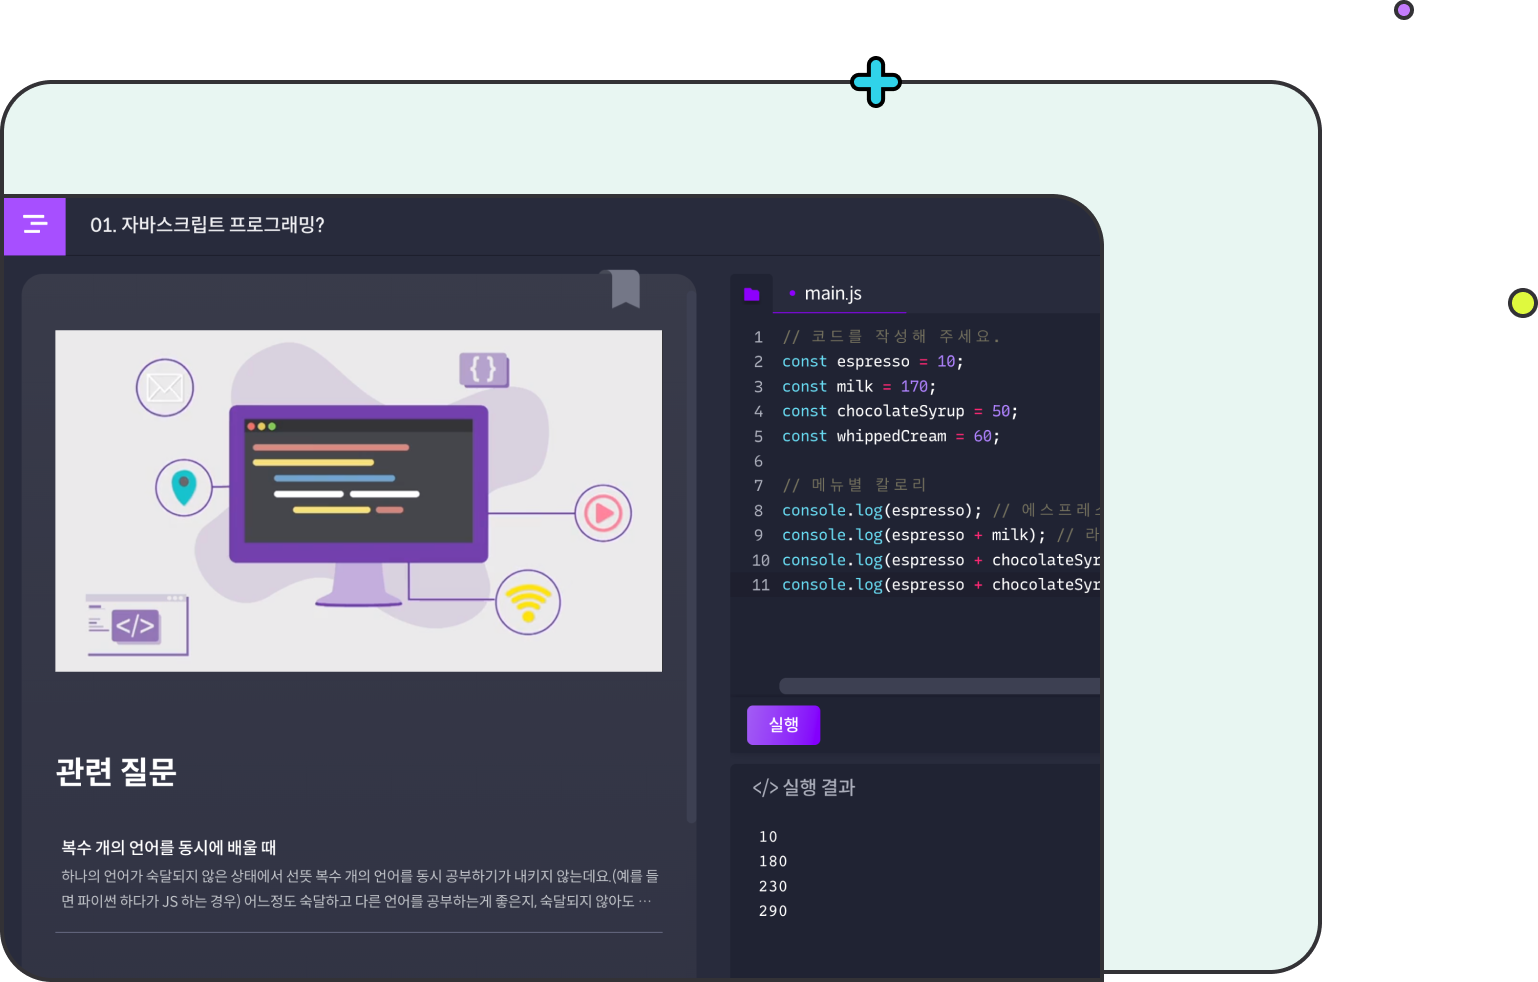 01. 자바스크립트 프로그래밍?
{ }
</>
관련 질문
복수 개의 언어를 동시에 배울 때
하나의 언어가 숙달되지 않은 상태에서 선뜻 복수 개의 언어를 동시 공부하기가 내키지 않는데요.(예를 들
면 파이썬 하다가 JS 하는 경우) 어느정도 숙달하고 다른 언어를 공부하는게 좋은지, 숙달되지 않아도 ···
main.js
1 // 코드를 작성해 주세요.
2 const espresso = 10;
3 const milk = 170;
4 const chocolateSyrup = 50;
5 const whippedCream = 60;
6
7 // 메뉴별 칼로리
8 console.log(espresso); // 에스프레
9 console.log(espresso + milk); // 라
10 console.log(espresso + chocolateSyr
11 console.log(espresso + chocolateSyr
실행
</> 실행 결과
10
180
230
290